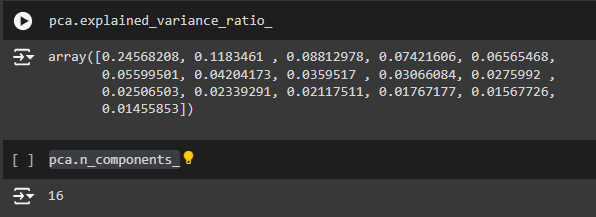 pca.explained_variance_ratio_
array([0.24568208, 0.1183461 , 0.08812978, 0.07421606, 0.06565468,
0.05599501, 0.04204173, 0.0359517 , 0.03066084, 0.0275992 ,
0.02506503, 0.02339291, 0.02117511, 0.01767177, 0.01567726,
0.01455853])
[ ] pca.n_components_
16